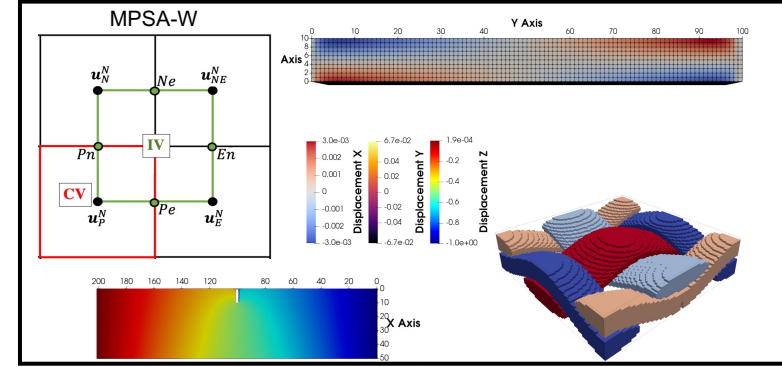 MPSA-W
u_N^N
Ne
u_NE^N
Pn
IV
En
CV
u_P^N
Pe
u_E^N
Y Axis
0 10 20 30 40 60 70 80 90 100
Axis
10
8
6
4
2
0
3.0e-03
0.002
0.001
0
-0.001
-0.002
-3.0e-03
Displacement X
6.7e-02
0.04
0.02
0
-0.02
-0.04
-6.7e-02
Displacement Y
1.9e-04
-0.2
-0.4
-0.6
-0.8
-1.0e+00
Displacement Z
200 180 160 140 120 80 60 40 20 0
0
10
20
30
40
50
X Axis